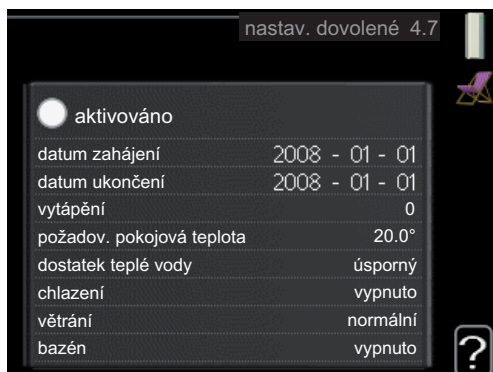 nastav. dovolené 4.7
aktivováno
datum zahájení 2008 - 01 - 01
datum ukončení 2008 - 01 - 01
vytápění 0
požadov. pokojová teplota 20.0°
dostatek teplé vody úsporný
chlazení vypnuto
větrání normální
bazén vypnuto
?